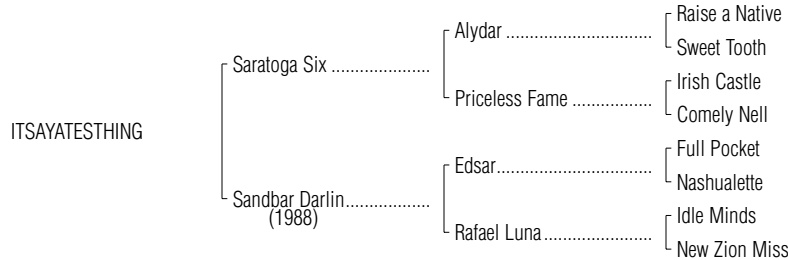 Raise a Native
Alydar ..............................
Sweet Tooth
Saratoga Six .....................
Irish Castle
Priceless Fame .................
Comely Nell
ITSAYATESTHING
Full Pocket
Edsar................................
Nashualette
Sandbar Darlin..................
(1988)
Idle Minds
Rafael Luna.......................
New Zion Miss